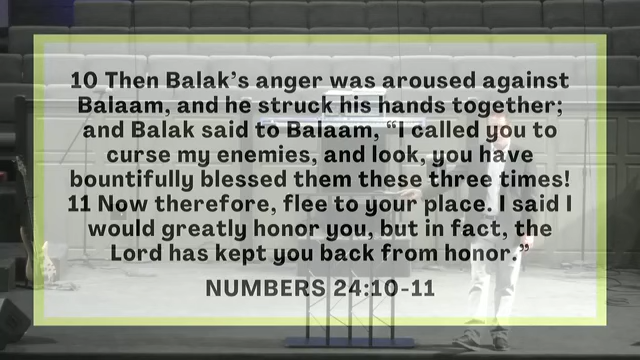 10 Then Balak's anger was aroused against
Balaam, and he struck his hands together;
and Balak said to Balaam, “I called you to
curse my enemies, and look, you have
bountifully blessed them these three times!
11 Now therefore, flee to your place. I said I
would greatly honor you, but in fact, the
Lord has kept you back from honor.”
NUMBERS 24:10-11